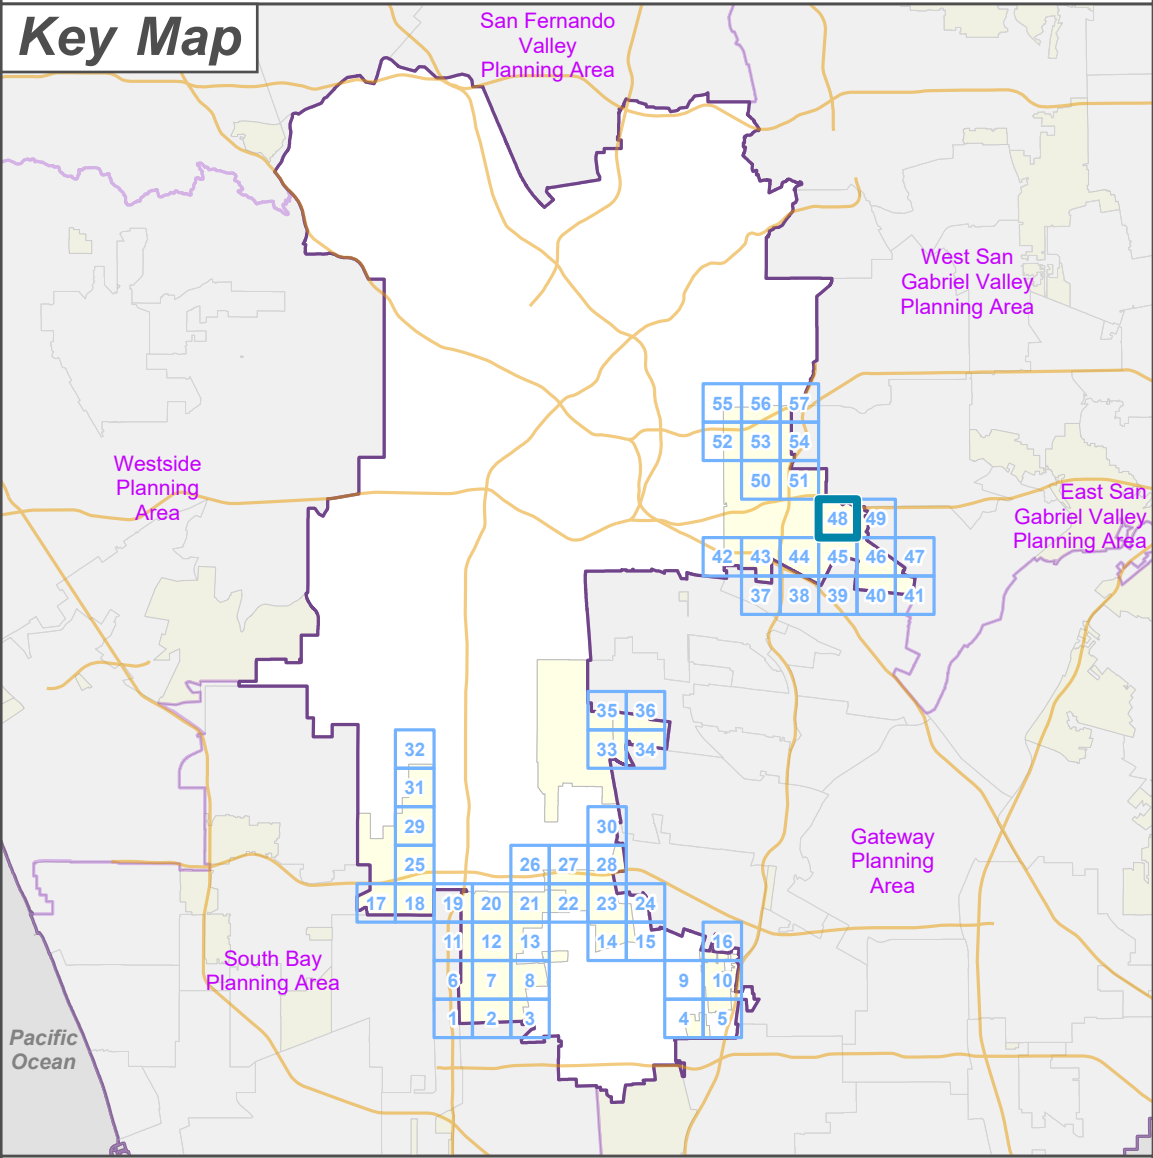 Key Map
San Fernando
Valley
Planning Area
West San
Gabriel Valley
Planning Area
55 56 57
52 53 54
Westside
Planning
Area
50 51
East San
Gabriel Valley
Planning Area
48 49
42 43 44 45 46 47
37 38 39 40 41
35 36
33 34
32
31
29
30
Gateway
Planning
Area
25 26 27 28
17 18 19 20 21 22 23 24
11 12 13 14 15 16
South Bay
Planning Area
6 7 8 9 10
1 2 3 4 5
Pacific
Ocean